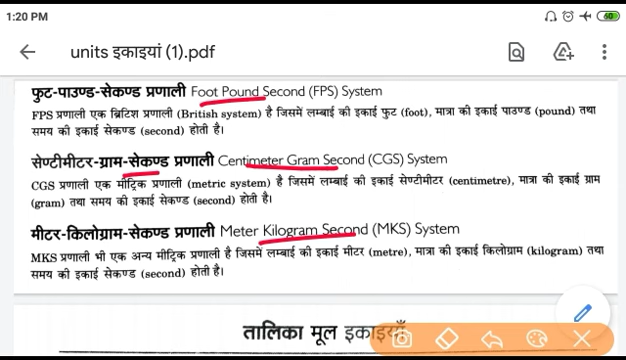 1:20 PM
60
units इकाइयां (1).pdf
फुट-पाउण्ड-सेकण्ड प्रणाली Foot Pound Second (FPS) System
FPS प्रणाली एक ब्रिटिश प्रणाली (British system) है जिसमें लम्बाई की इकाई फुट (foot), मात्रा की इकाई पाउण्ड (pound) तथा
समय की इकाई सेकण्ड (second) होती है।
सेण्टीमीटर-ग्राम-सेकण्ड प्रणाली Centimeter Gram Second (CGS) System
CGS प्रणाली एक मीट्रिक प्रणाली (metric system) है जिसमें लम्बाई की इकाई सेण्टीमीटर (centimetre), मात्रा की इकाई ग्राम
(gram) तथा समय की इकाई सेकण्ड (second) होती है।
मीटर-किलोग्राम-सेकण्ड प्रणाली Meter Kilogram Second (MKS) System
MKS प्रणाली भी एक अन्य मीट्रिक प्रणाली है जिसमें लम्बाई की इकाई मीटर (metre), मात्रा की इकाई किलोग्राम (kilogram) तथा
समय की इकाई सेकण्ड (second) होती है।
तालिका मूल इकाइयाँ